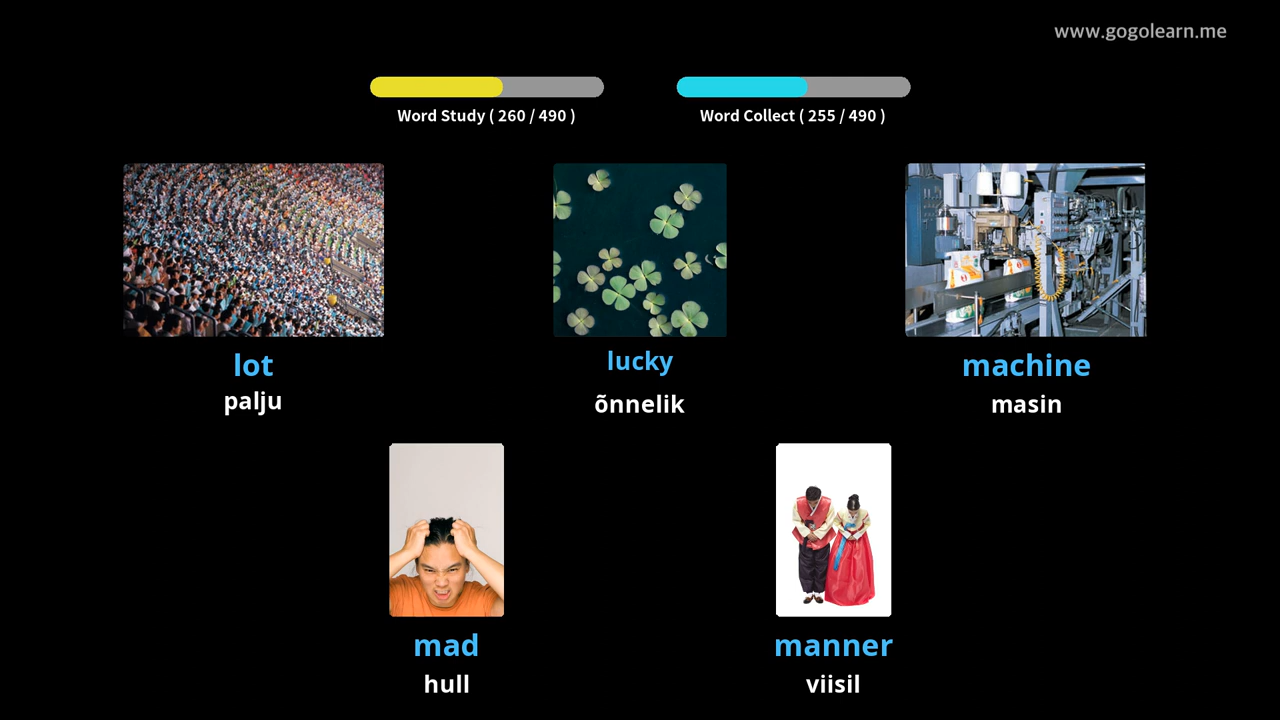 www.gogolearn.me
Word Study ( 260 / 490 )
Word Collect ( 255 / 490 )
lot
palju
lucky
õnnelik
machine
masin
mad
hull
manner
viisil